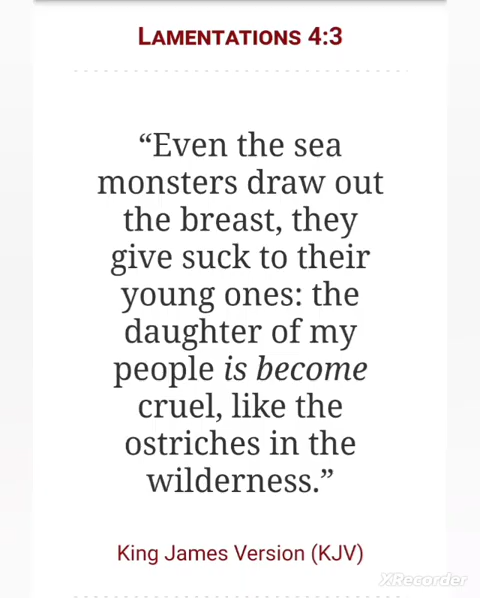 LAMENTATIONS 4:3
“Even the sea
monsters draw out
the breast, they
give suck to their
young ones: the
daughter of my
people is become
cruel, like the
ostriches in the
wilderness.”
King James Version (KJV)
XRecorder